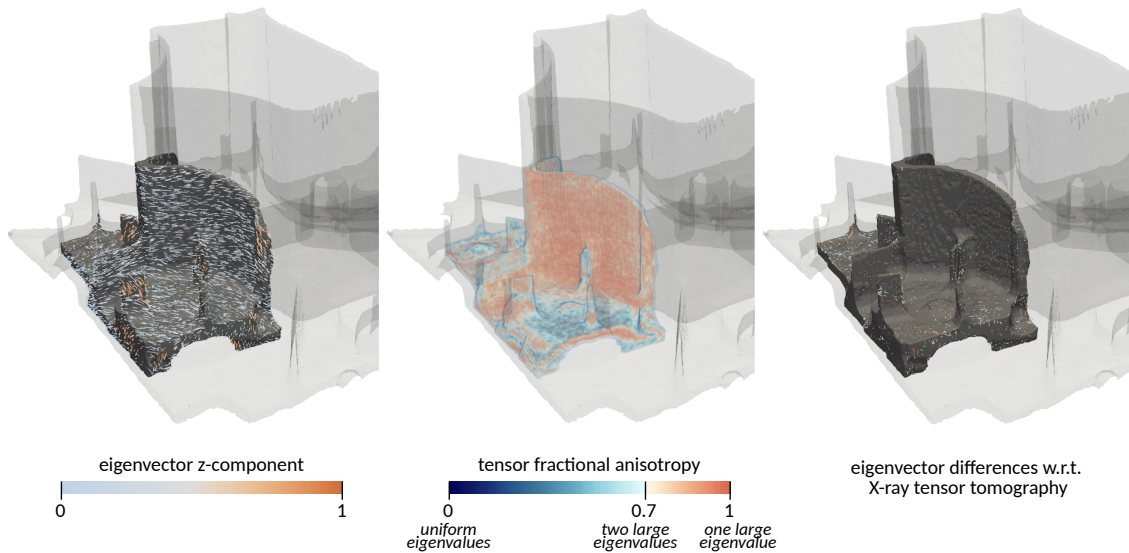 eigenvector z-component
0 1
tensor fractional anisotropy
0 0.7 1
uniform eigenvalues
two large eigenvalues
one large eigenvalue
eigenvector differences w.r.t.
X-ray tensor tomography